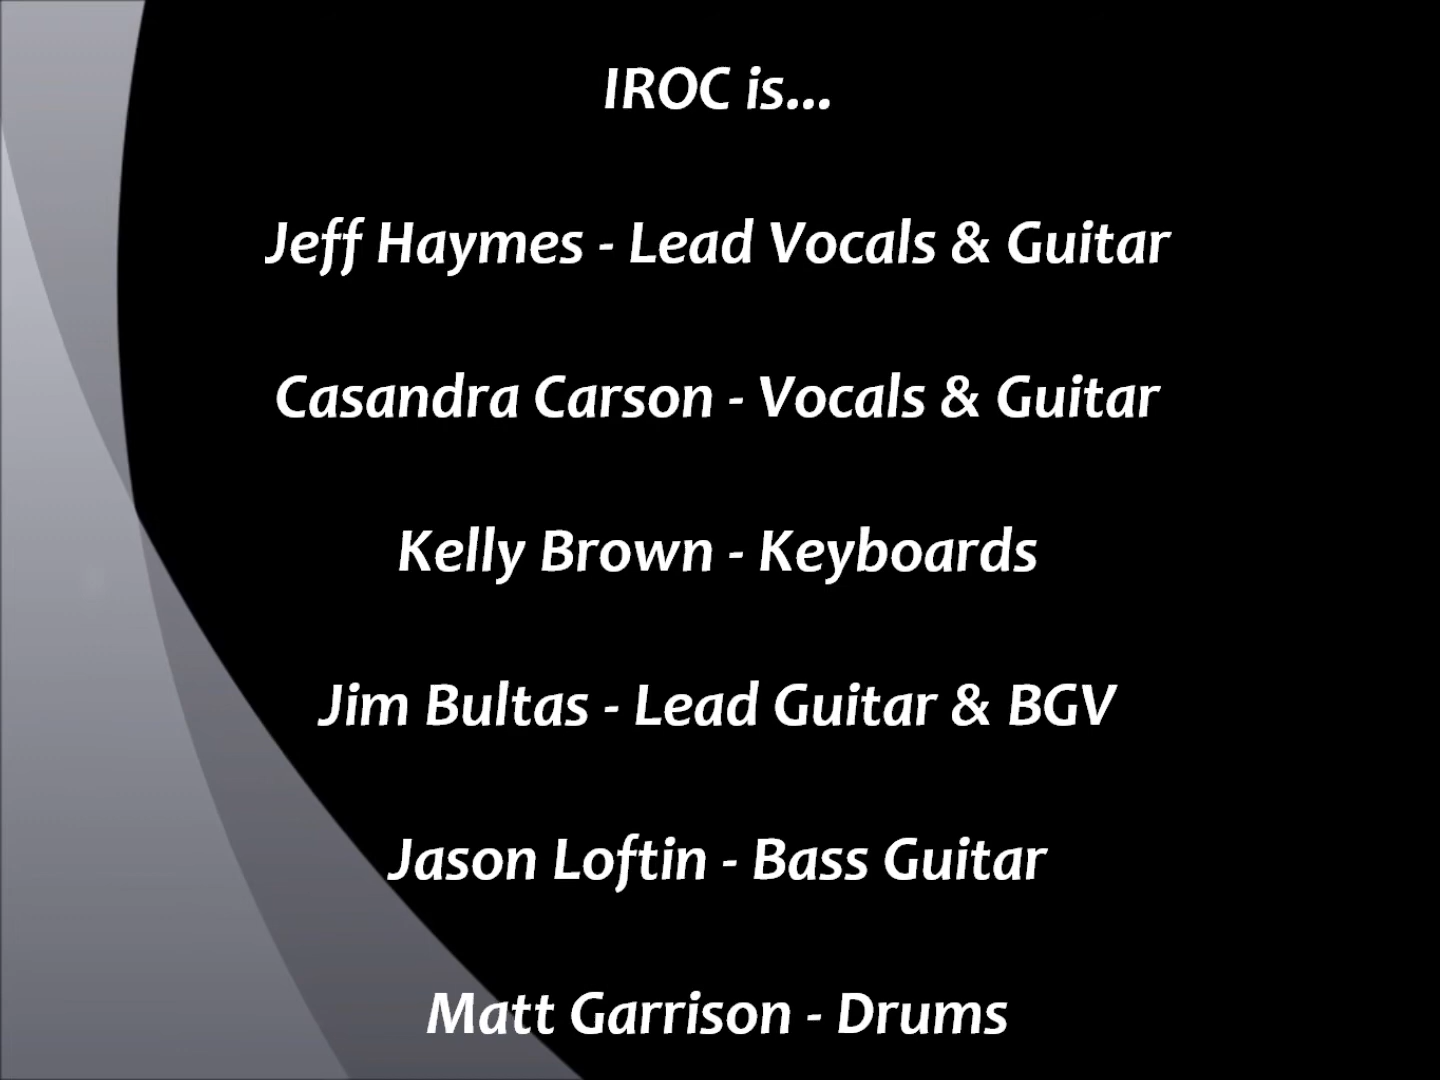 IROC is...
Jeff Haymes - Lead Vocals & Guitar
Casandra Carson - Vocals & Guitar
Kelly Brown - Keyboards
Jim Bultas - Lead Guitar & BGV
Jason Loftin - Bass Guitar
Matt Garrison - Drums